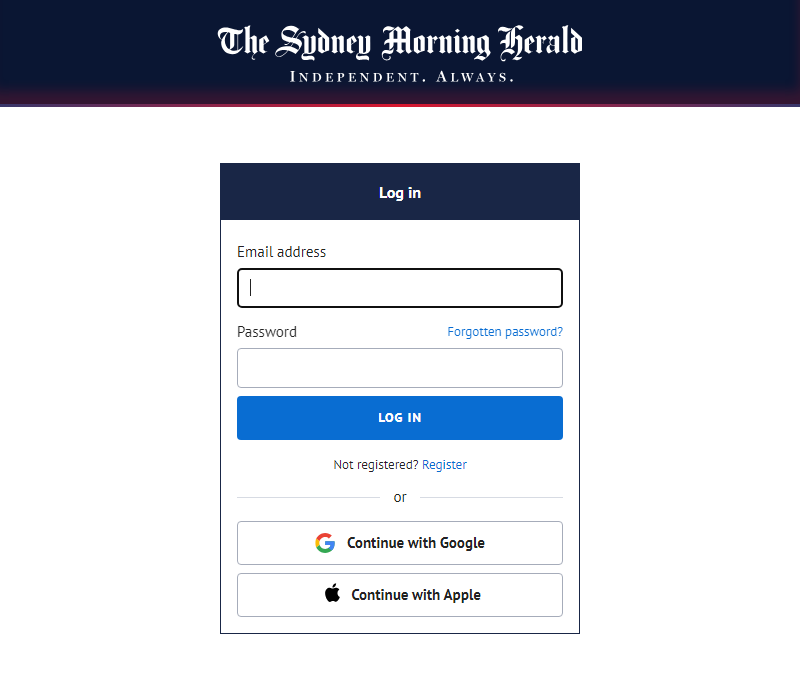 The Sydney Morning Herald
INDEPENDENT. ALWAYS.
Log in
Email address
Password
Forgotten password?
LOG IN
Not registered? Register
or
Continue with Google
Continue with Apple